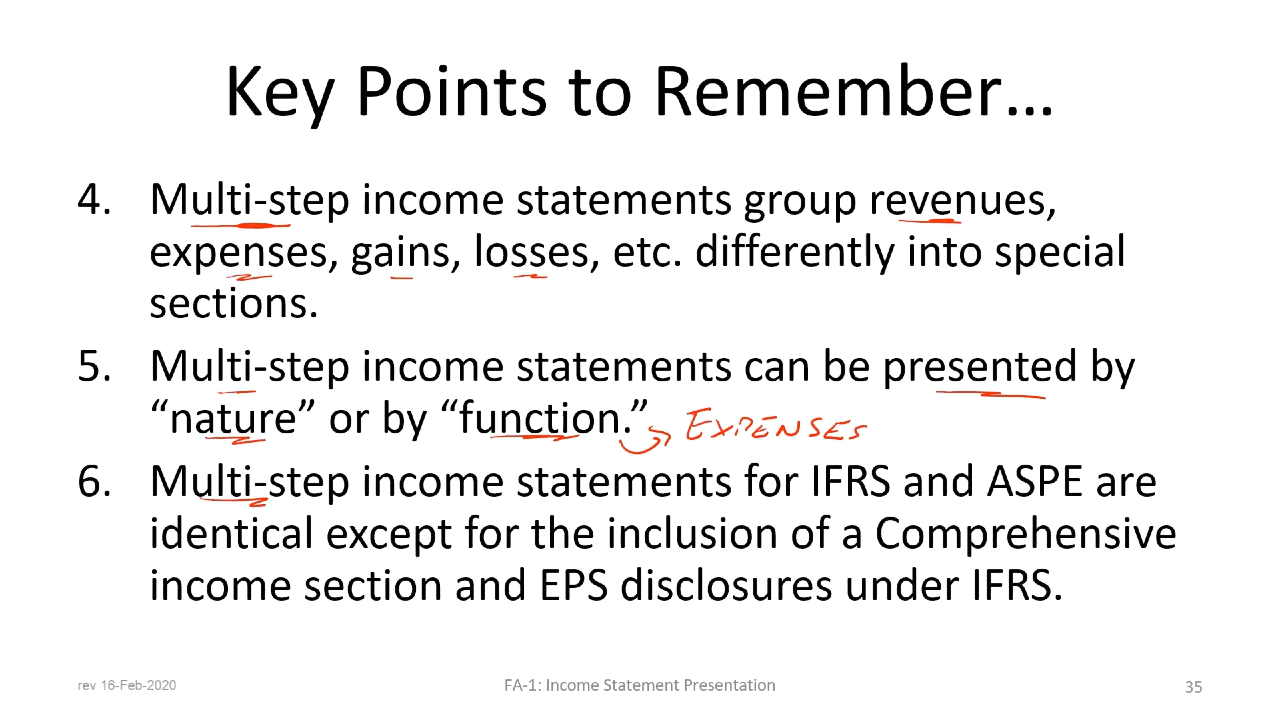 Key Points to Remember…
4. Multi-step income statements group revenues,
expenses, gains, losses, etc. differently into special
sections.
5. Multi-step income statements can be presented by
“nature” or by “function.” EXPENSES
6. Multi-step income statements for IFRS and ASPE are
identical except for the inclusion of a Comprehensive
income section and EPS disclosures under IFRS.
rev 16-Feb-2020 FA-1: Income Statement Presentation 35